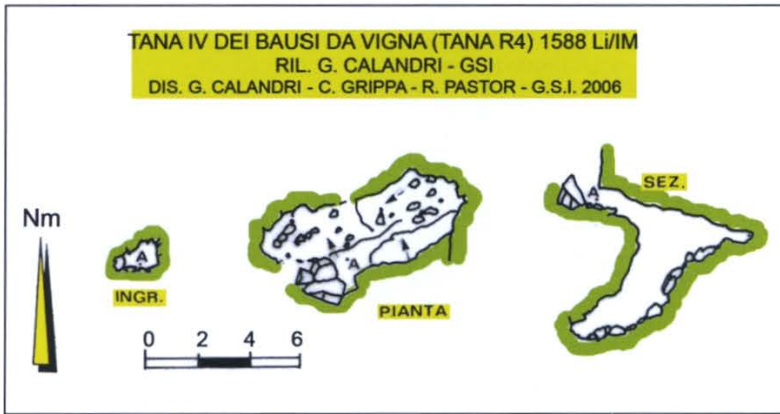 TANA IV DEI BAUSI DA VIGNA (TANA R4) 1588 Li/IM
RIL. G. CALANDRI - GSI
DIS. G. CALANDRI - C. GRIPPA - R. PASTOR - G.S.I. 2006
A
SEZ.
Nm
A
A
INGR.
PIANTA
0 2 4 6